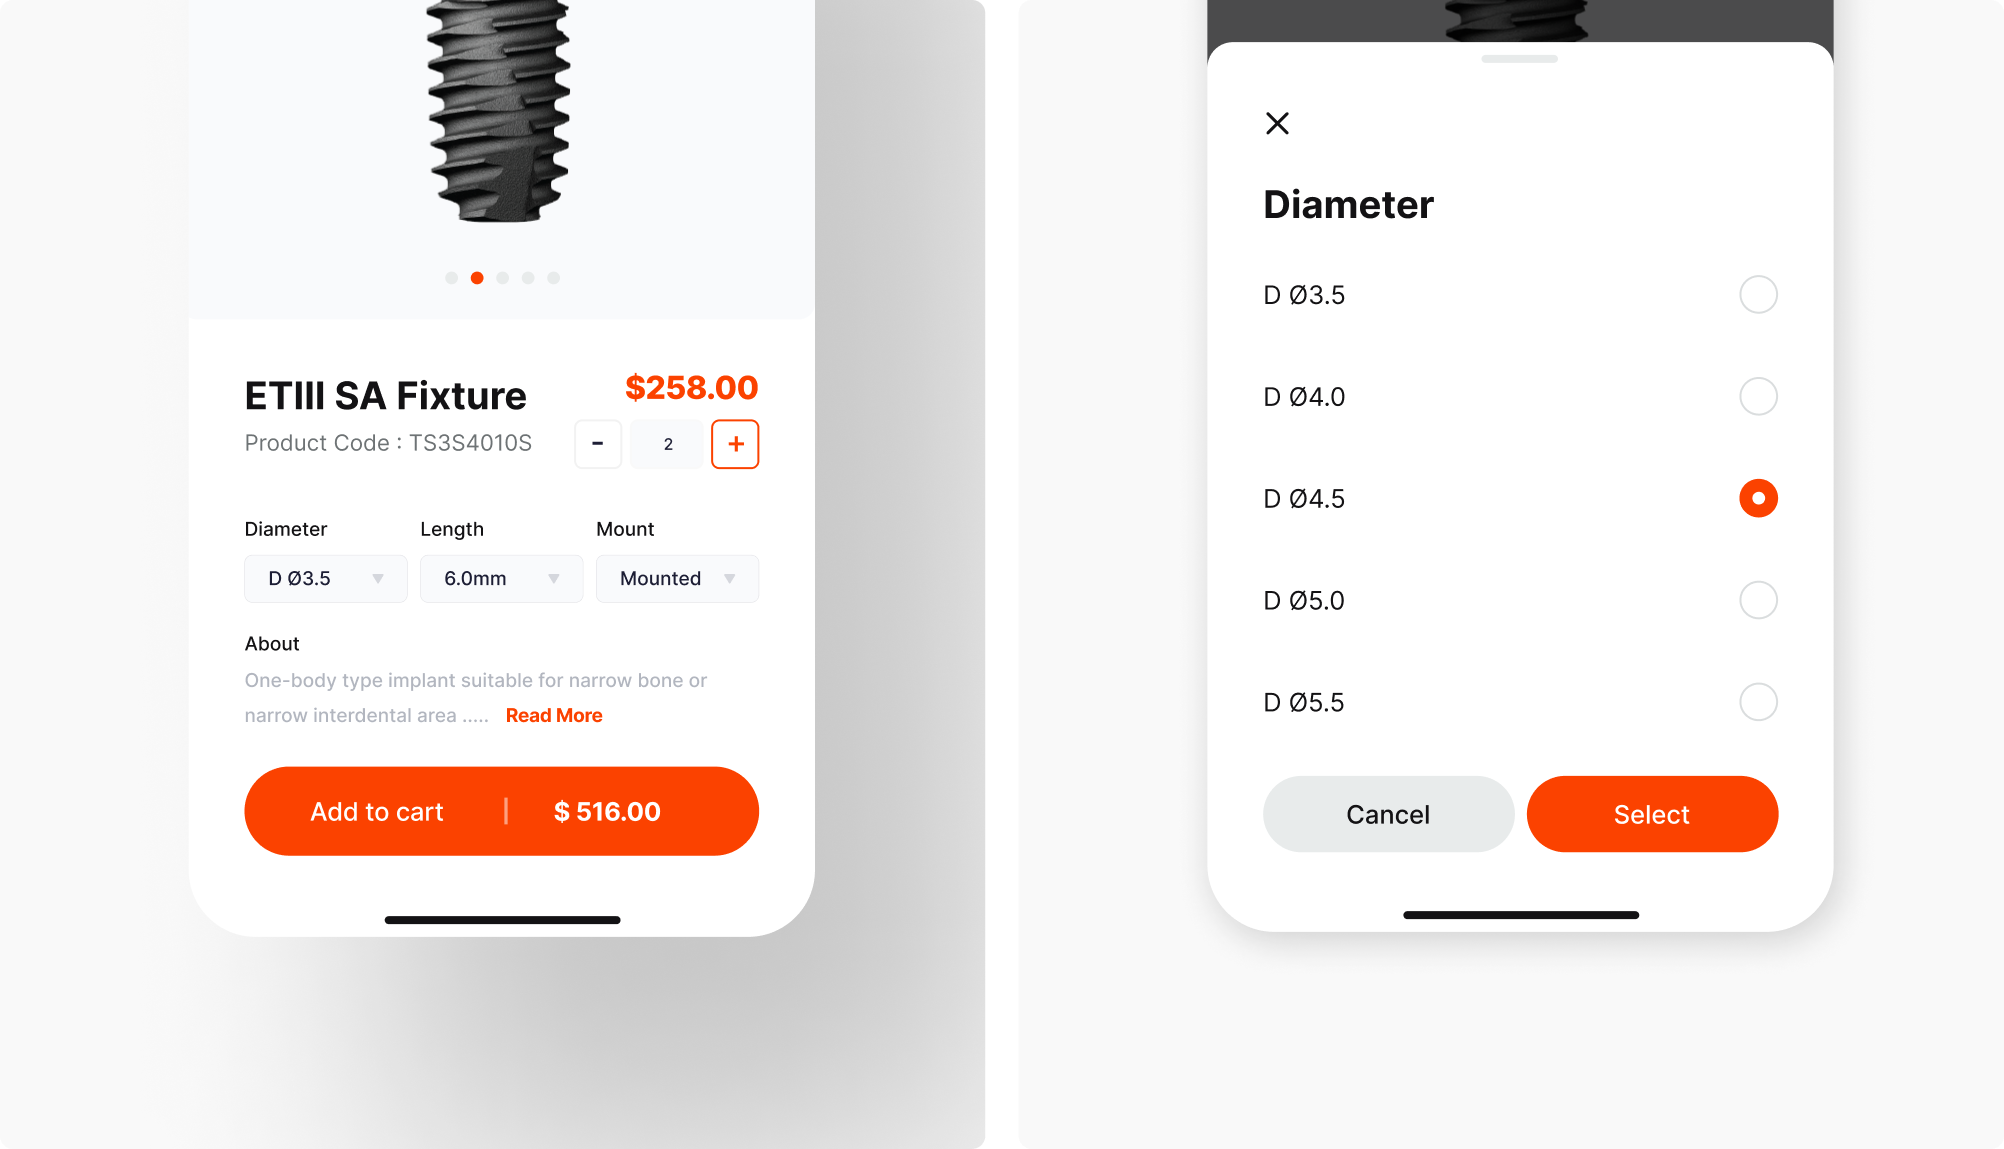 ETIII SA Fixture
$258.00
Product Code : TS3S4010S
- 2 +
Diameter Length Mount
D Ø3.5 6.0mm Mounted
About
One-body type implant suitable for narrow bone or
narrow interdental area ..... Read More
Add to cart | $ 516.00
Diameter
D Ø3.5
D Ø4.0
D Ø4.5
D Ø5.0
D Ø5.5
Cancel Select